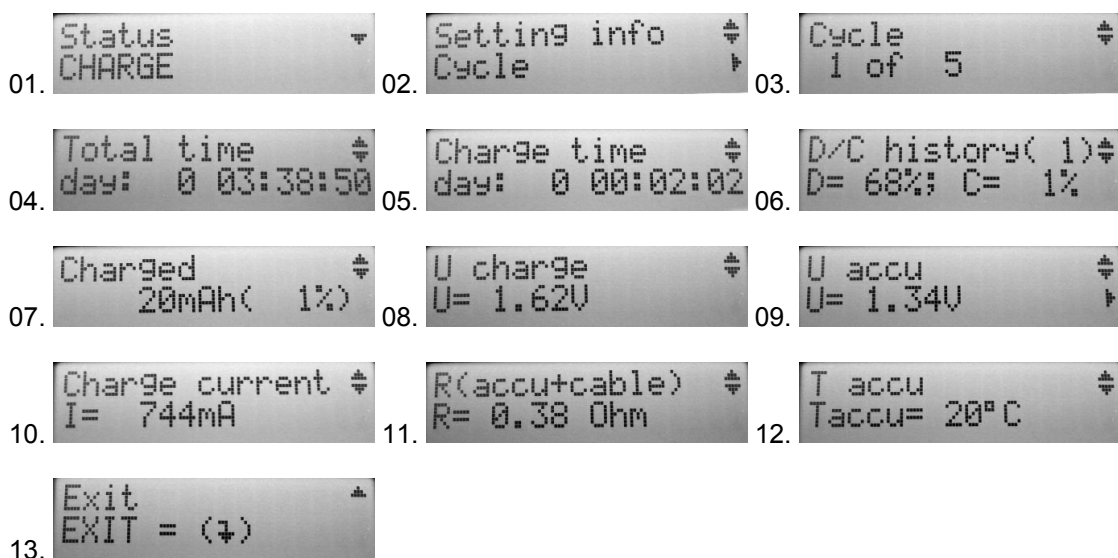 Status
CHARGE
01.
Setting info
Cycle
02.
Cycle
1 of 5
03.
Total time
day: 0 03:38:50
04.
Charge time
day: 0 00:02:02
05.
D/C history( 1)
D= 68%; C= 1%
06.
Charged
20mAh( 1%)
07.
U charge
U= 1.62V
08.
U accu
U= 1.34V
09.
Charge current
I= 744mA
10.
R(accu+cable)
R= 0.38 Ohm
11.
T accu
Taccu= 20°C
12.
Exit
EXIT = (↴)
13.